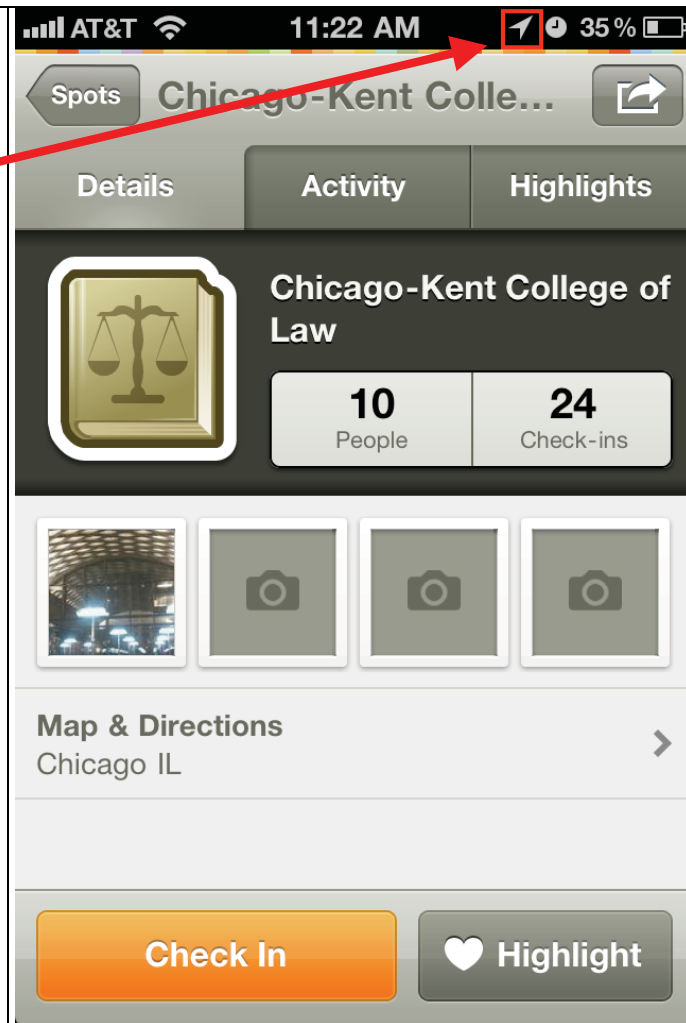 AT&T 11:22 AM 35%
Spots Chicago-Kent Colle...
Details Activity Highlights
Chicago-Kent College of
Law
10 24
People Check-ins
Map & Directions
Chicago IL
Check In Highlight